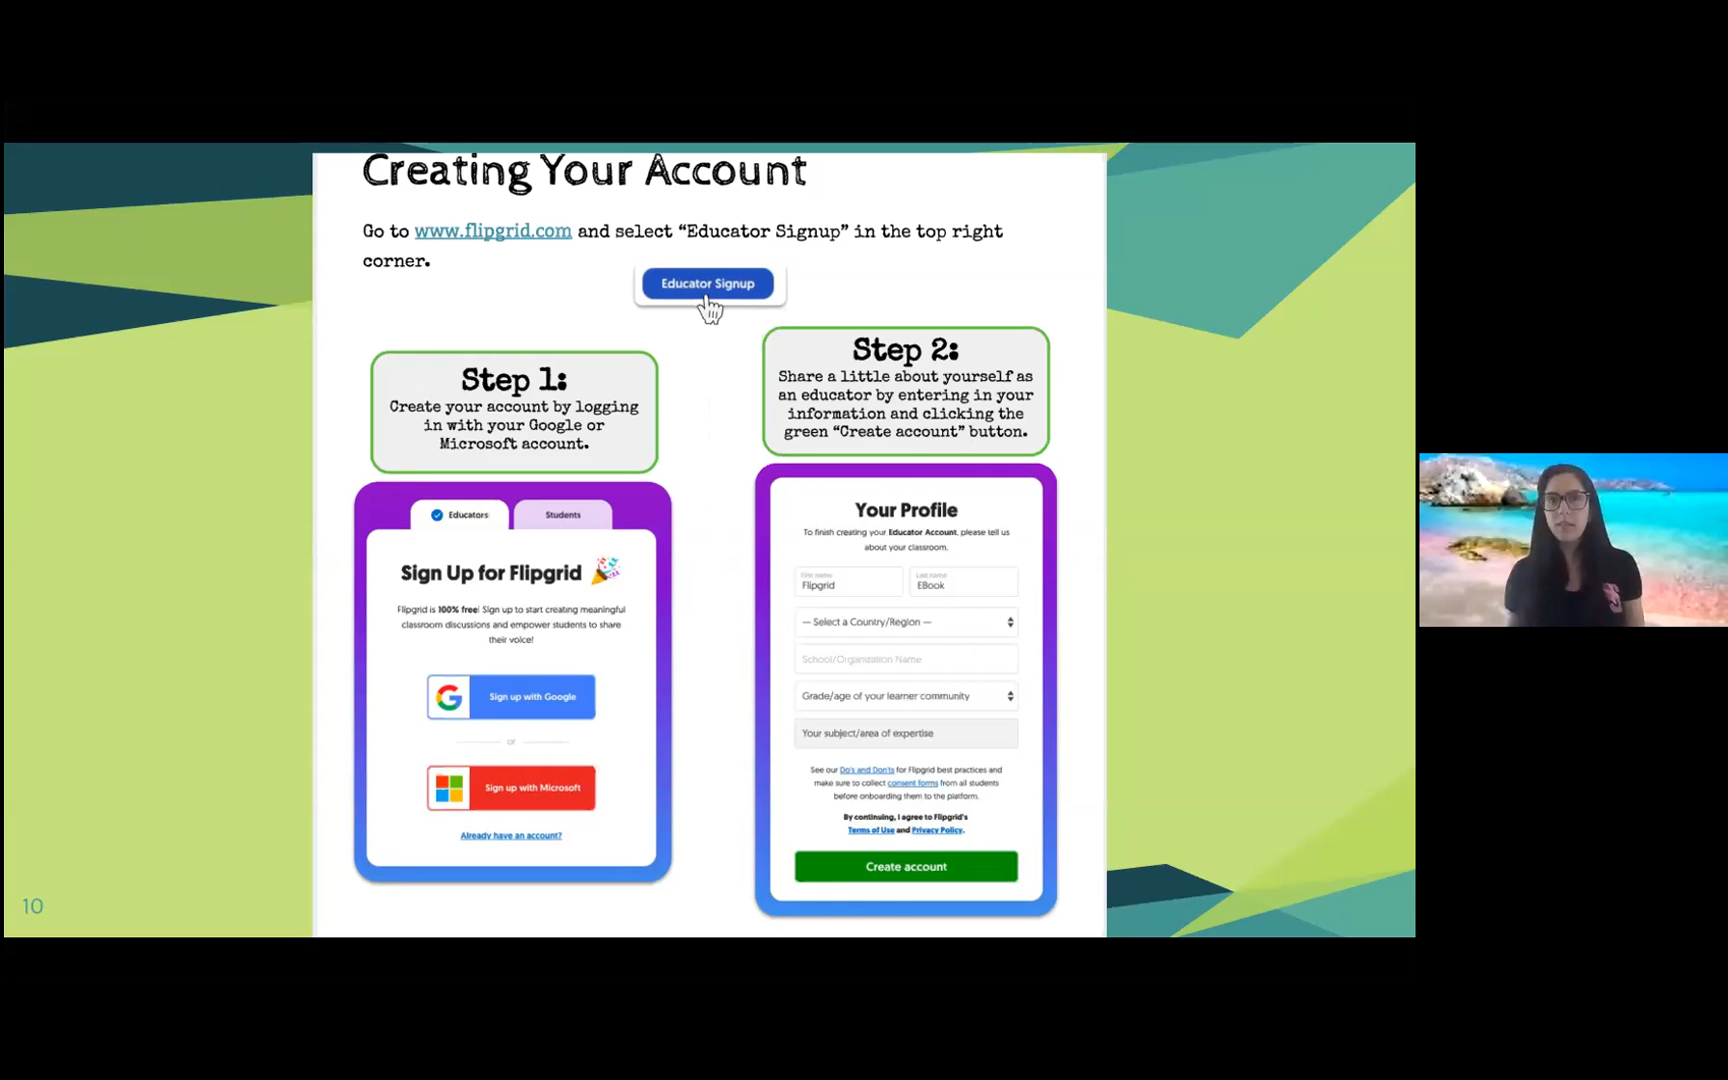 Creating Your Account
Go to www.flipgrid.com and select “Educator Signup” in the top right
corner.
Educator Signup
Step 1:
Create your account by logging
in with your Google or
Microsoft account.
Educators
Students
Sign Up for Flipgrid
Flipgrid is 100% free! Sign up to start creating meaningful
classroom discussions and empower students to share
their voice!
Sign up with Google
or
Sign up with Microsoft
Already have an account?
Step 2:
Share a little about yourself as
an educator by entering in your
information and clicking the
green “Create account” button.
Your Profile
To finish creating your Educator Account, please tell us
about your classroom.
First name
Flipgrid
Last name
EBook
— Select a Country/Region —
School/Organization Name
Grade/age of your learner community
Your subject/area of expertise
See our Do's and Don'ts for Flipgrid best practices and
make sure to collect consent forms from all students
before onboarding them to the platform.
By continuing, I agree to Flipgrid's
Terms of Use and Privacy Policy.
Create account
10